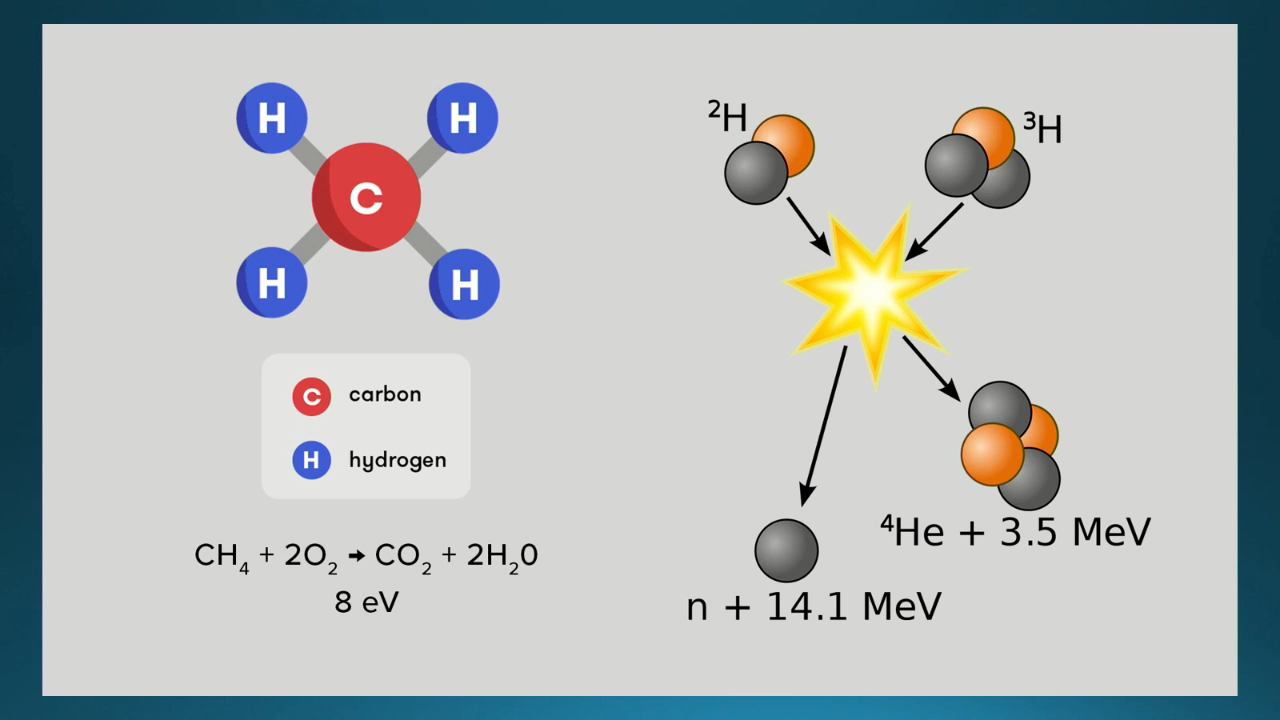 H H
C
H H
C carbon
H hydrogen
CH₄ + 2O₂ → CO₂ + 2H₂0
8 eV
²H
³H
⁴He + 3.5 MeV
n + 14.1 MeV